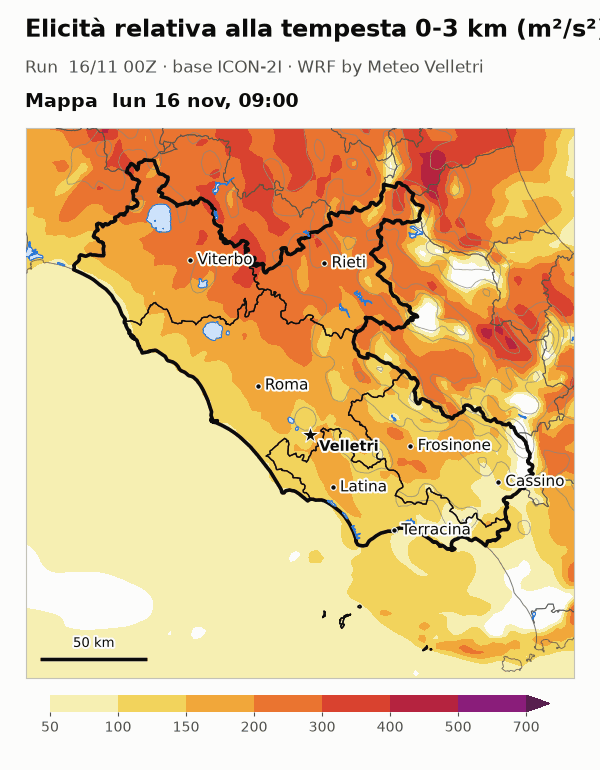 Elicità relativa alla tempesta 0-3 km (m²/s²)
Run 16/11 00Z · base ICON-2I · WRF by Meteo Velletri
Mappa lun 16 nov, 09:00
Viterbo
Rieti
Roma
Velletri
Frosinone
Cassino
Latina
Terracina
50 km
50 100 150 200 300 400 500 700